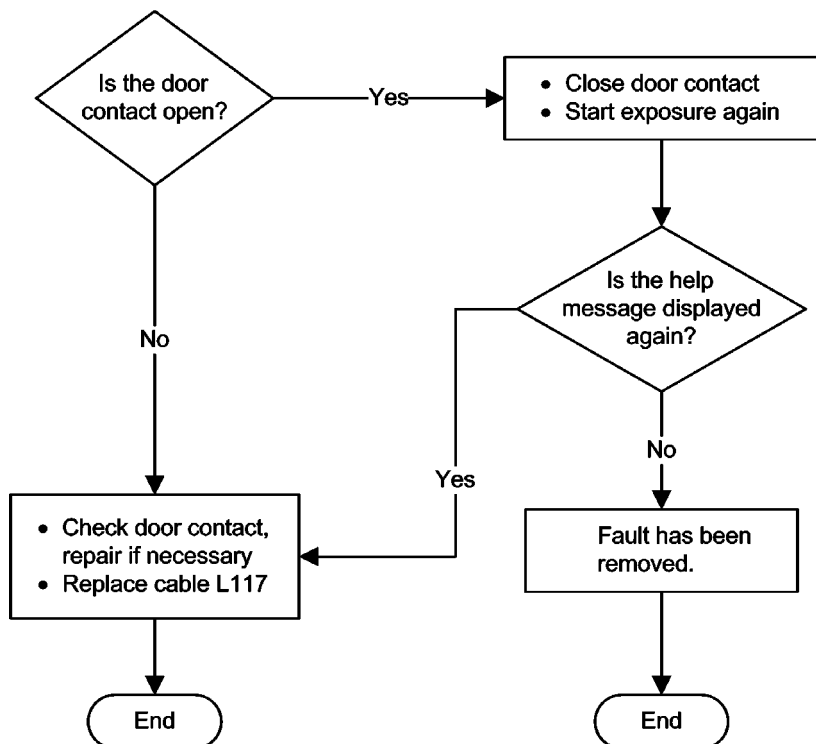 Is the door
contact open?
Yes
• Close door contact
• Start exposure again
Is the help
message displayed
again?
No
No
Yes
• Check door contact,
repair if necessary
• Replace cable L117
Fault has been
removed.
End
End